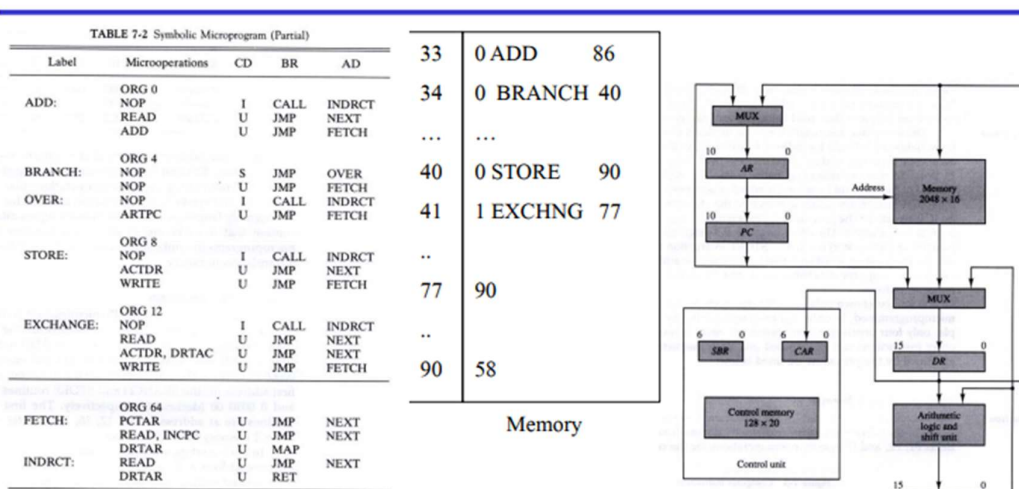 TABLE 7-2 Symbolic Microprogram (Partial)
Label Microoperations CD BR AD
ORG 0
ADD: NOP I CALL INDRCT
READ U JMP NEXT
ADD U JMP FETCH
ORG 4
BRANCH: NOP S JMP OVER
NOP U JMP FETCH
OVER: NOP I CALL INDRCT
ARTPC U JMP FETCH
ORG 8
STORE: NOP I CALL INDRCT
ACTDR U JMP NEXT
WRITE U JMP FETCH
ORG 12
EXCHANGE: NOP I CALL INDRCT
READ U JMP NEXT
ACTDR, DRTAC U JMP NEXT
WRITE U JMP FETCH
ORG 64
FETCH: PCTAR U JMP NEXT
READ, INCPC U JMP NEXT
DRTAR U MAP
INDRCT: READ U JMP NEXT
DRTAR U RET
33 0 ADD 86
34 0 BRANCH 40
... ...
40 0 STORE 90
41 1 EXCHNG 77
..
77 90
..
90 58
Memory
MUX
10 0
AR
Address
Memory
2048 × 16
10 0
PC
MUX
6 0 6 0
SBR CAR
15 0
DR
Control memory
128 × 20
Arithmetic
logic and
shift unit
Control unit
15 0